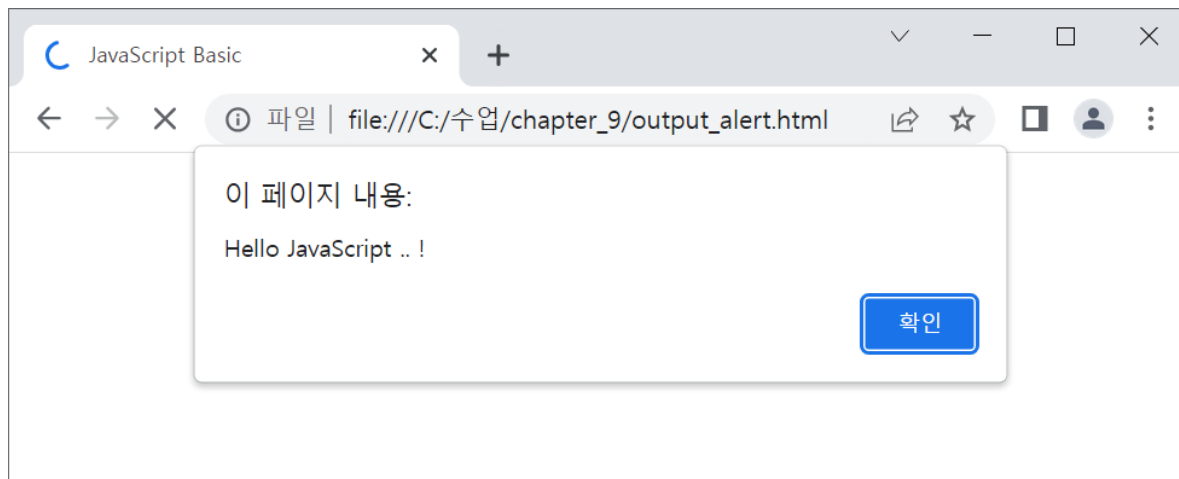 JavaScript Basic
파일 file:///C:/수업/chapter_9/output_alert.html
이 페이지 내용:
Hello JavaScript .. !
확인